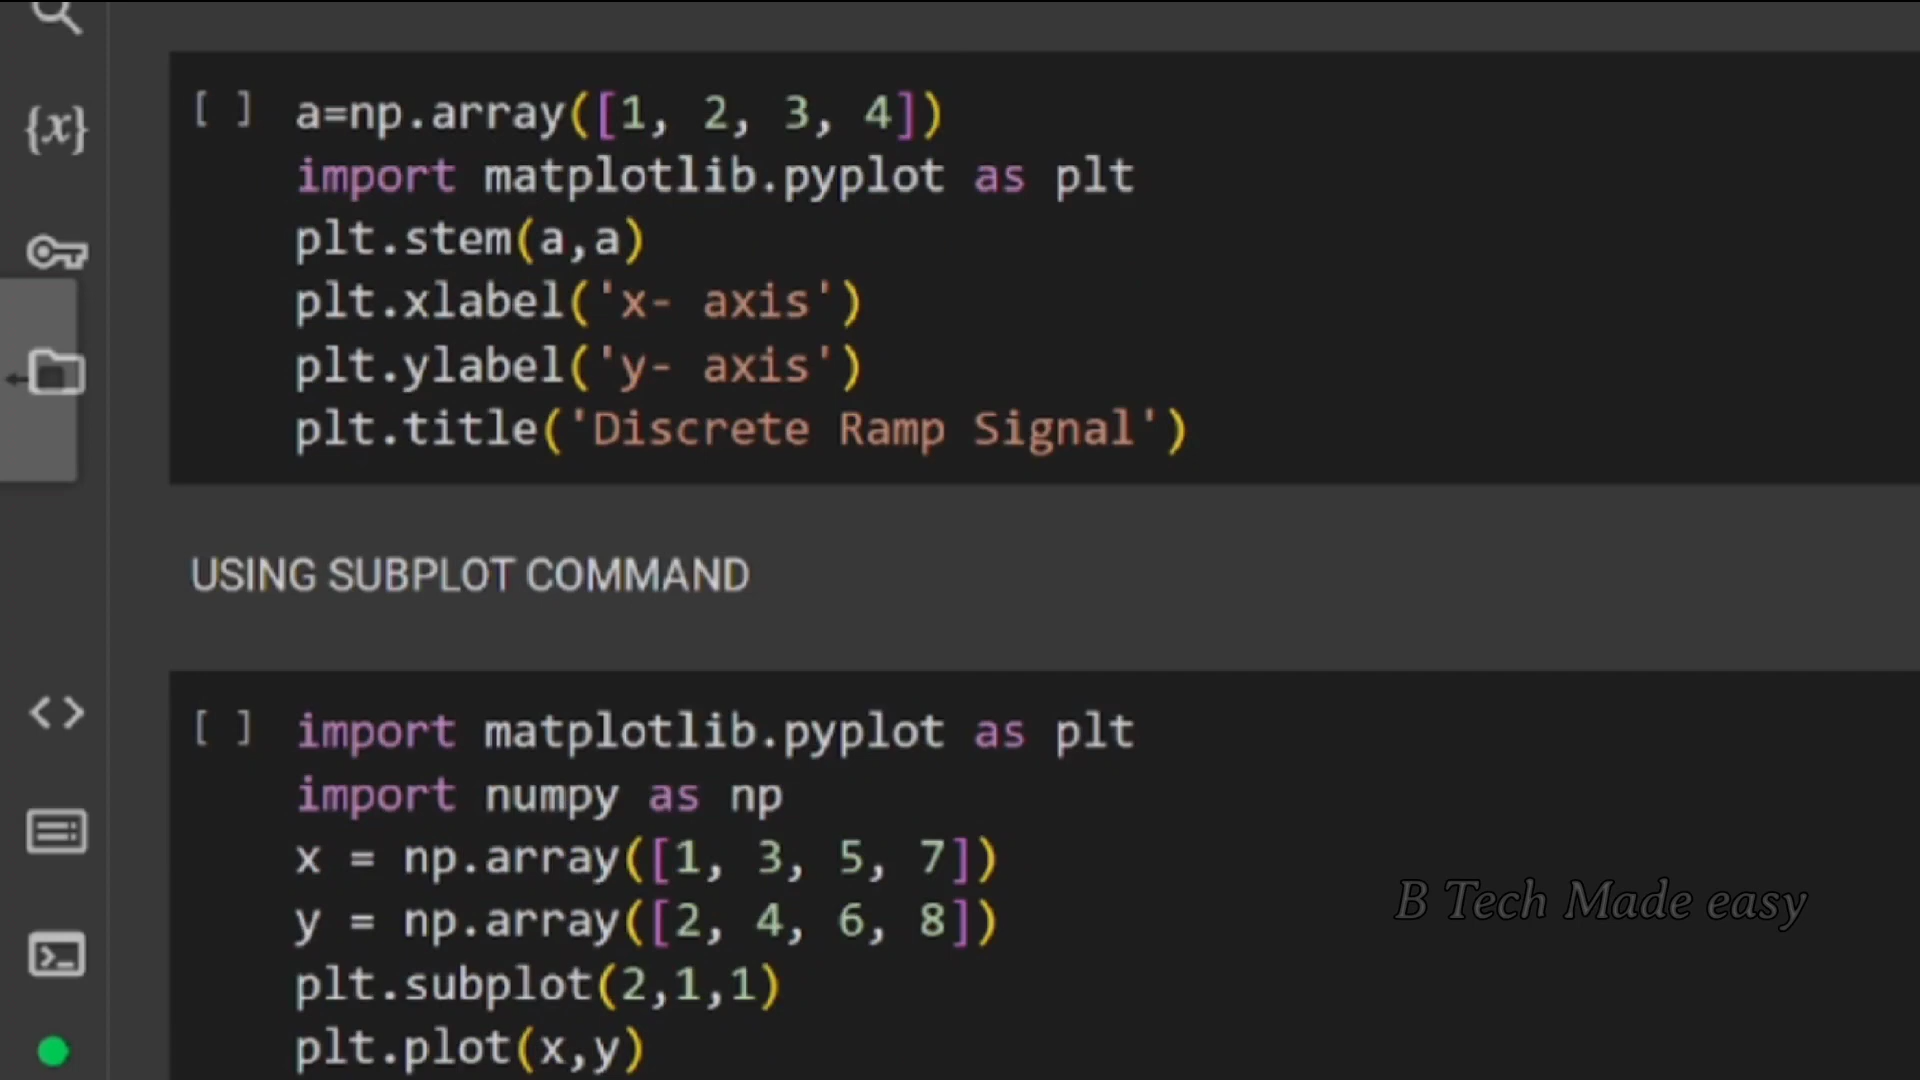 {x}
[ ] a=np.array([1, 2, 3, 4])
import matplotlib.pyplot as plt
plt.stem(a,a)
plt.xlabel('x- axis')
plt.ylabel('y- axis')
plt.title('Discrete Ramp Signal')
USING SUBPLOT COMMAND
[ ] import matplotlib.pyplot as plt
import numpy as np
x = np.array([1, 3, 5, 7])
y = np.array([2, 4, 6, 8])
plt.subplot(2,1,1)
plt.plot(x,y)
B Tech Made easy